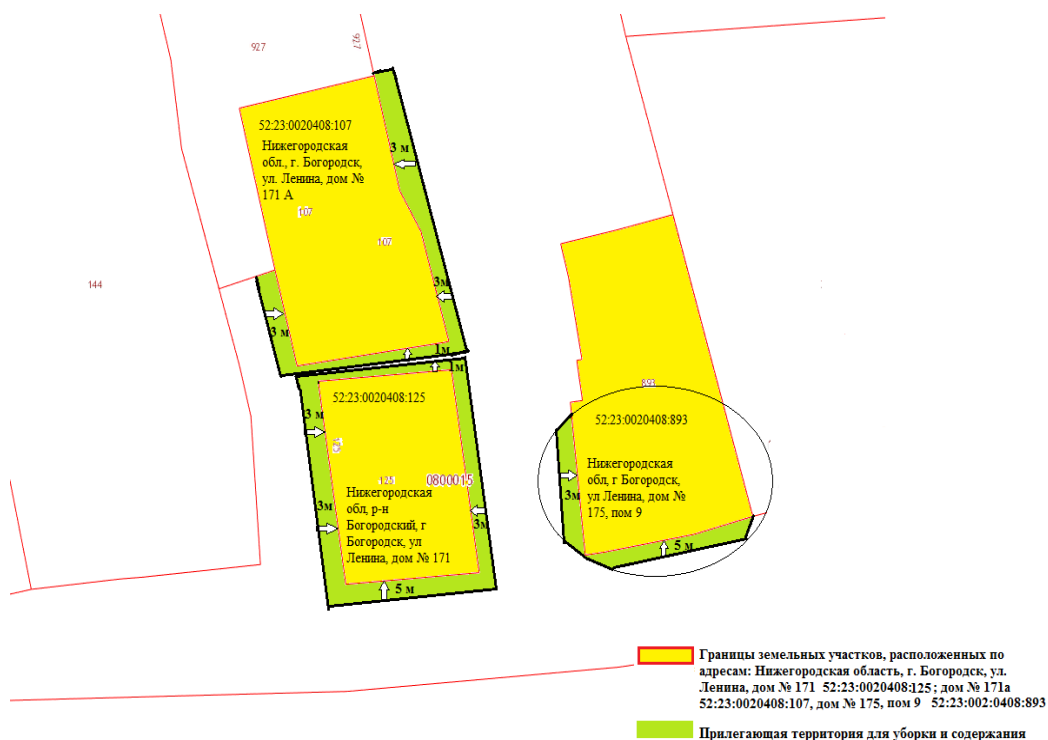 927
927
52:23:0020408:107
Нижегородская
обл., г. Богородск,
ул. Ленина, дом №
171 А
3 м
107
107
144
3м
3 м
1м
1м
52:23:0020408:125
3 м
125
125
0800015
Нижегородская
обл, р-н
Богородский, г
Богородск, ул
Ленина, дом № 171
3м
3м
5 м
893
52:23:0020408:893
Нижегородская
обл, г Богородск,
ул Ленина, дом №
175, пом 9
3м
5 м
Границы земельных участков, расположенных по
адресам: Нижегородская область, г. Богородск, ул.
Ленина, дом № 171 52:23:0020408:125; дом № 171а
52:23:0020408:107, дом № 175, пом 9 52:23:002:0408:893
Прилегающая территория для уборки и содержания